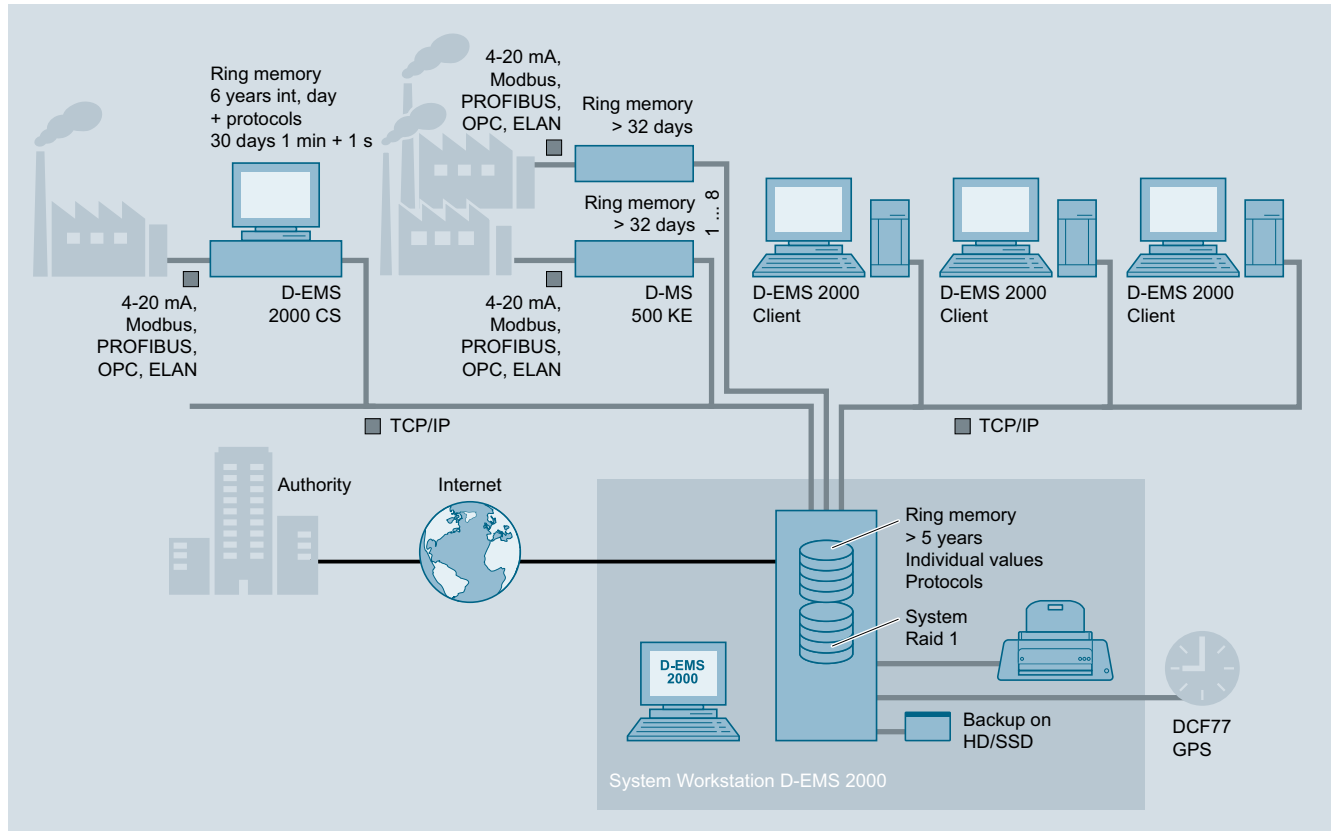 4-20 mA,
Modbus,
PROFIBUS,
OPC, ELAN
Ring memory
6 years int, day
+ protocols
30 days 1 min + 1 s
Ring memory
> 32 days
Ring memory
> 32 days
1 ... 8
4-20 mA,
Modbus,
PROFIBUS,
OPC, ELAN
D-EMS
2000 CS
4-20 mA,
Modbus,
PROFIBUS,
OPC, ELAN
D-MS
500 KE
D-EMS 2000
Client
D-EMS 2000
Client
D-EMS 2000
Client
TCP/IP
TCP/IP
Authority
Internet
Ring memory
> 5 years
Individual values
Protocols
System
Raid 1
D-EMS
2000
Backup on
HD/SSD
DCF77
GPS
System Workstation D-EMS 2000